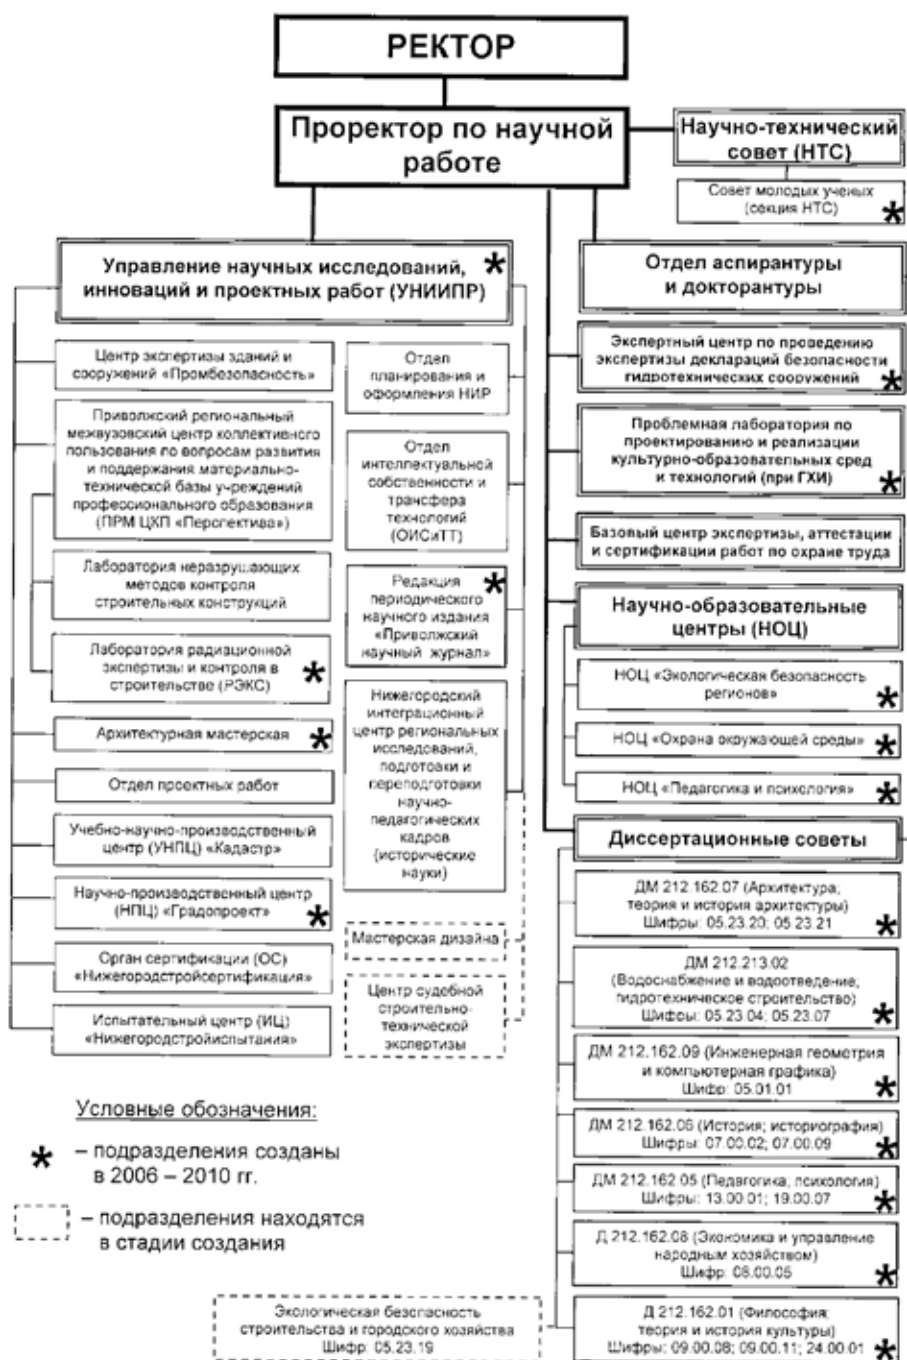 РЕКТОР
Проректор по научной
работе
Научно-технический
совет (НТС)
Совет молодых ученых
(секция НТС)
Управление научных исследований,
инноваций и проектных работ (УНИИПР)
Центр экспертизы зданий и
сооружений «Промбезопасность»
Приволжский региональный
межвузовский центр коллективного
пользования по вопросам развития
и поддержания материально-
технической базы учреждений
профессионального образования
(ПРМ ЦКП «Перспектива»)
Лаборатория неразрушающих
методов контроля
строительных конструкций
Лаборатория радиационной
экспертизы и контроля в
строительстве (РЭКС)
Архитектурная мастерская
Отдел проектных работ
Учебно-научно-производственный
центр (УНПЦ) «Кадастр»
Научно-производственный центр
(НПЦ) «Градопроект»
Орган сертификации (ОС)
«Нижегородстройсертификация»
Испытательный центр (ИЦ)
«Нижегородстройиспытания»
Отдел
планирования и
оформления НИР
Отдел
интеллектуальной
собственности и
трансфера
технологий
(ОИСиТТ)
Редакция
периодического
научного издания
«Приволжский
научный журнал»
Нижегородский
интеграционный
центр региональных
исследований,
подготовки и
переподготовки
научно-
педагогических
кадров
(исторические
науки)
Мастерская дизайна
Центр судебной
строительно-
технической
экспертизы
Отдел аспирантуры
и докторантуры
Экспертный центр по проведению
экспертизы деклараций безопасности
гидротехнических сооружений
Проблемная лаборатория по
проектированию и реализации
культурно-образовательных сред
и технологий (при ГХИ)
Базовый центр экспертизы, аттестации
и сертификации работ по охране труда
Научно-образовательные
центры (НОЦ)
НОЦ «Экологическая безопасность
регионов»
НОЦ «Охрана окружающей среды»
НОЦ «Педагогика и психология»
Диссертационные советы
ДМ 212.162.07 (Архитектура;
теория и история архитектуры)
Шифры: 05.23.20; 05.23.21
ДМ 212.213.02
(Водоснабжение и водоотведение;
гидротехническое строительство)
Шифры: 05.23.04; 05.23.07
ДМ 212.162.09 (Инженерная геометрия
и компьютерная графика)
Шифр: 05.01.01
ДМ 212.162.06 (История; историография)
Шифры: 07.00.02; 07.00.09
ДМ 212.162.05 (Педагогика, психология)
Шифры: 13.00.01; 19.00.07
Д 212.162.08 (Экономика и управление
народным хозяйством)
Шифр: 08.00.05
Д 212.162.01 (Философия;
теория и история культуры)
Шифры: 09.00.08; 09.00.11; 24.00.01
Экологическая безопасность
строительства и городского хозяйства
Шифр: 05.23.19
Условные обозначения:
* – подразделения созданы
в 2006 – 2010 гг.
– подразделения находятся
в стадии создания